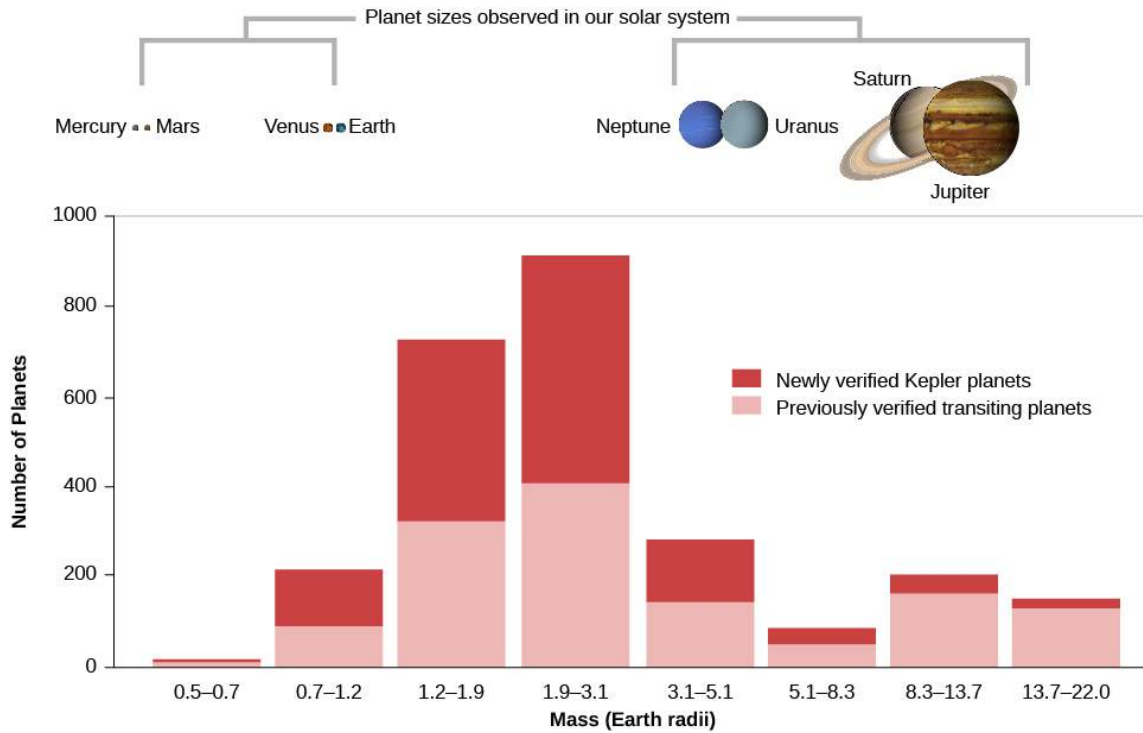 Planet sizes observed in our solar system
Saturn
Mercury Mars Venus Earth Neptune Uranus
Jupiter
1000
800
600
400
200
0
Number of Planets
Newly verified Kepler planets
Previously verified transiting planets
0.5–0.7 0.7–1.2 1.2–1.9 1.9–3.1 3.1–5.1 5.1–8.3 8.3–13.7 13.7–22.0
Mass (Earth radii)